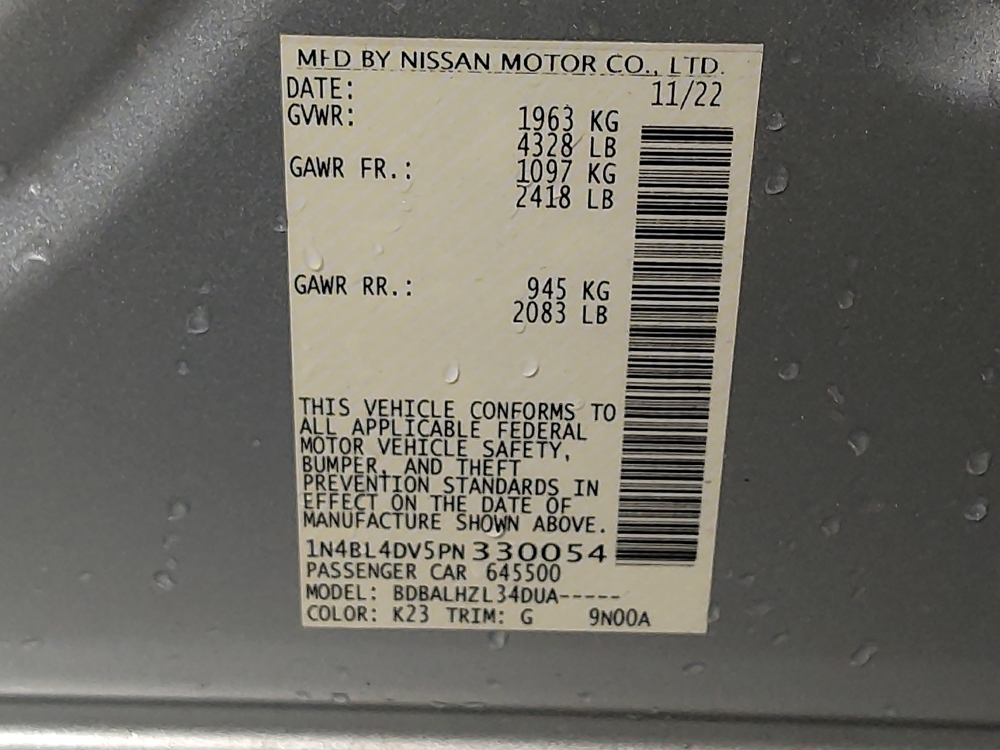 MFD BY NISSAN MOTOR CO., LTD.
DATE: 11/22
GVWR: 1963 KG
4328 LB
GAWR FR.: 1097 KG
2418 LB
GAWR RR.: 945 KG
2083 LB
THIS VEHICLE CONFORMS TO
ALL APPLICABLE FEDERAL
MOTOR VEHICLE SAFETY,
BUMPER, AND THEFT
PREVENTION STANDARDS IN
EFFECT ON THE DATE OF
MANUFACTURE SHOWN ABOVE.
1N4BL4DV5PN330054
PASSENGER CAR 645500
MODEL: BDBALHZL34DUA-----
COLOR: K23 TRIM: G 9N00A